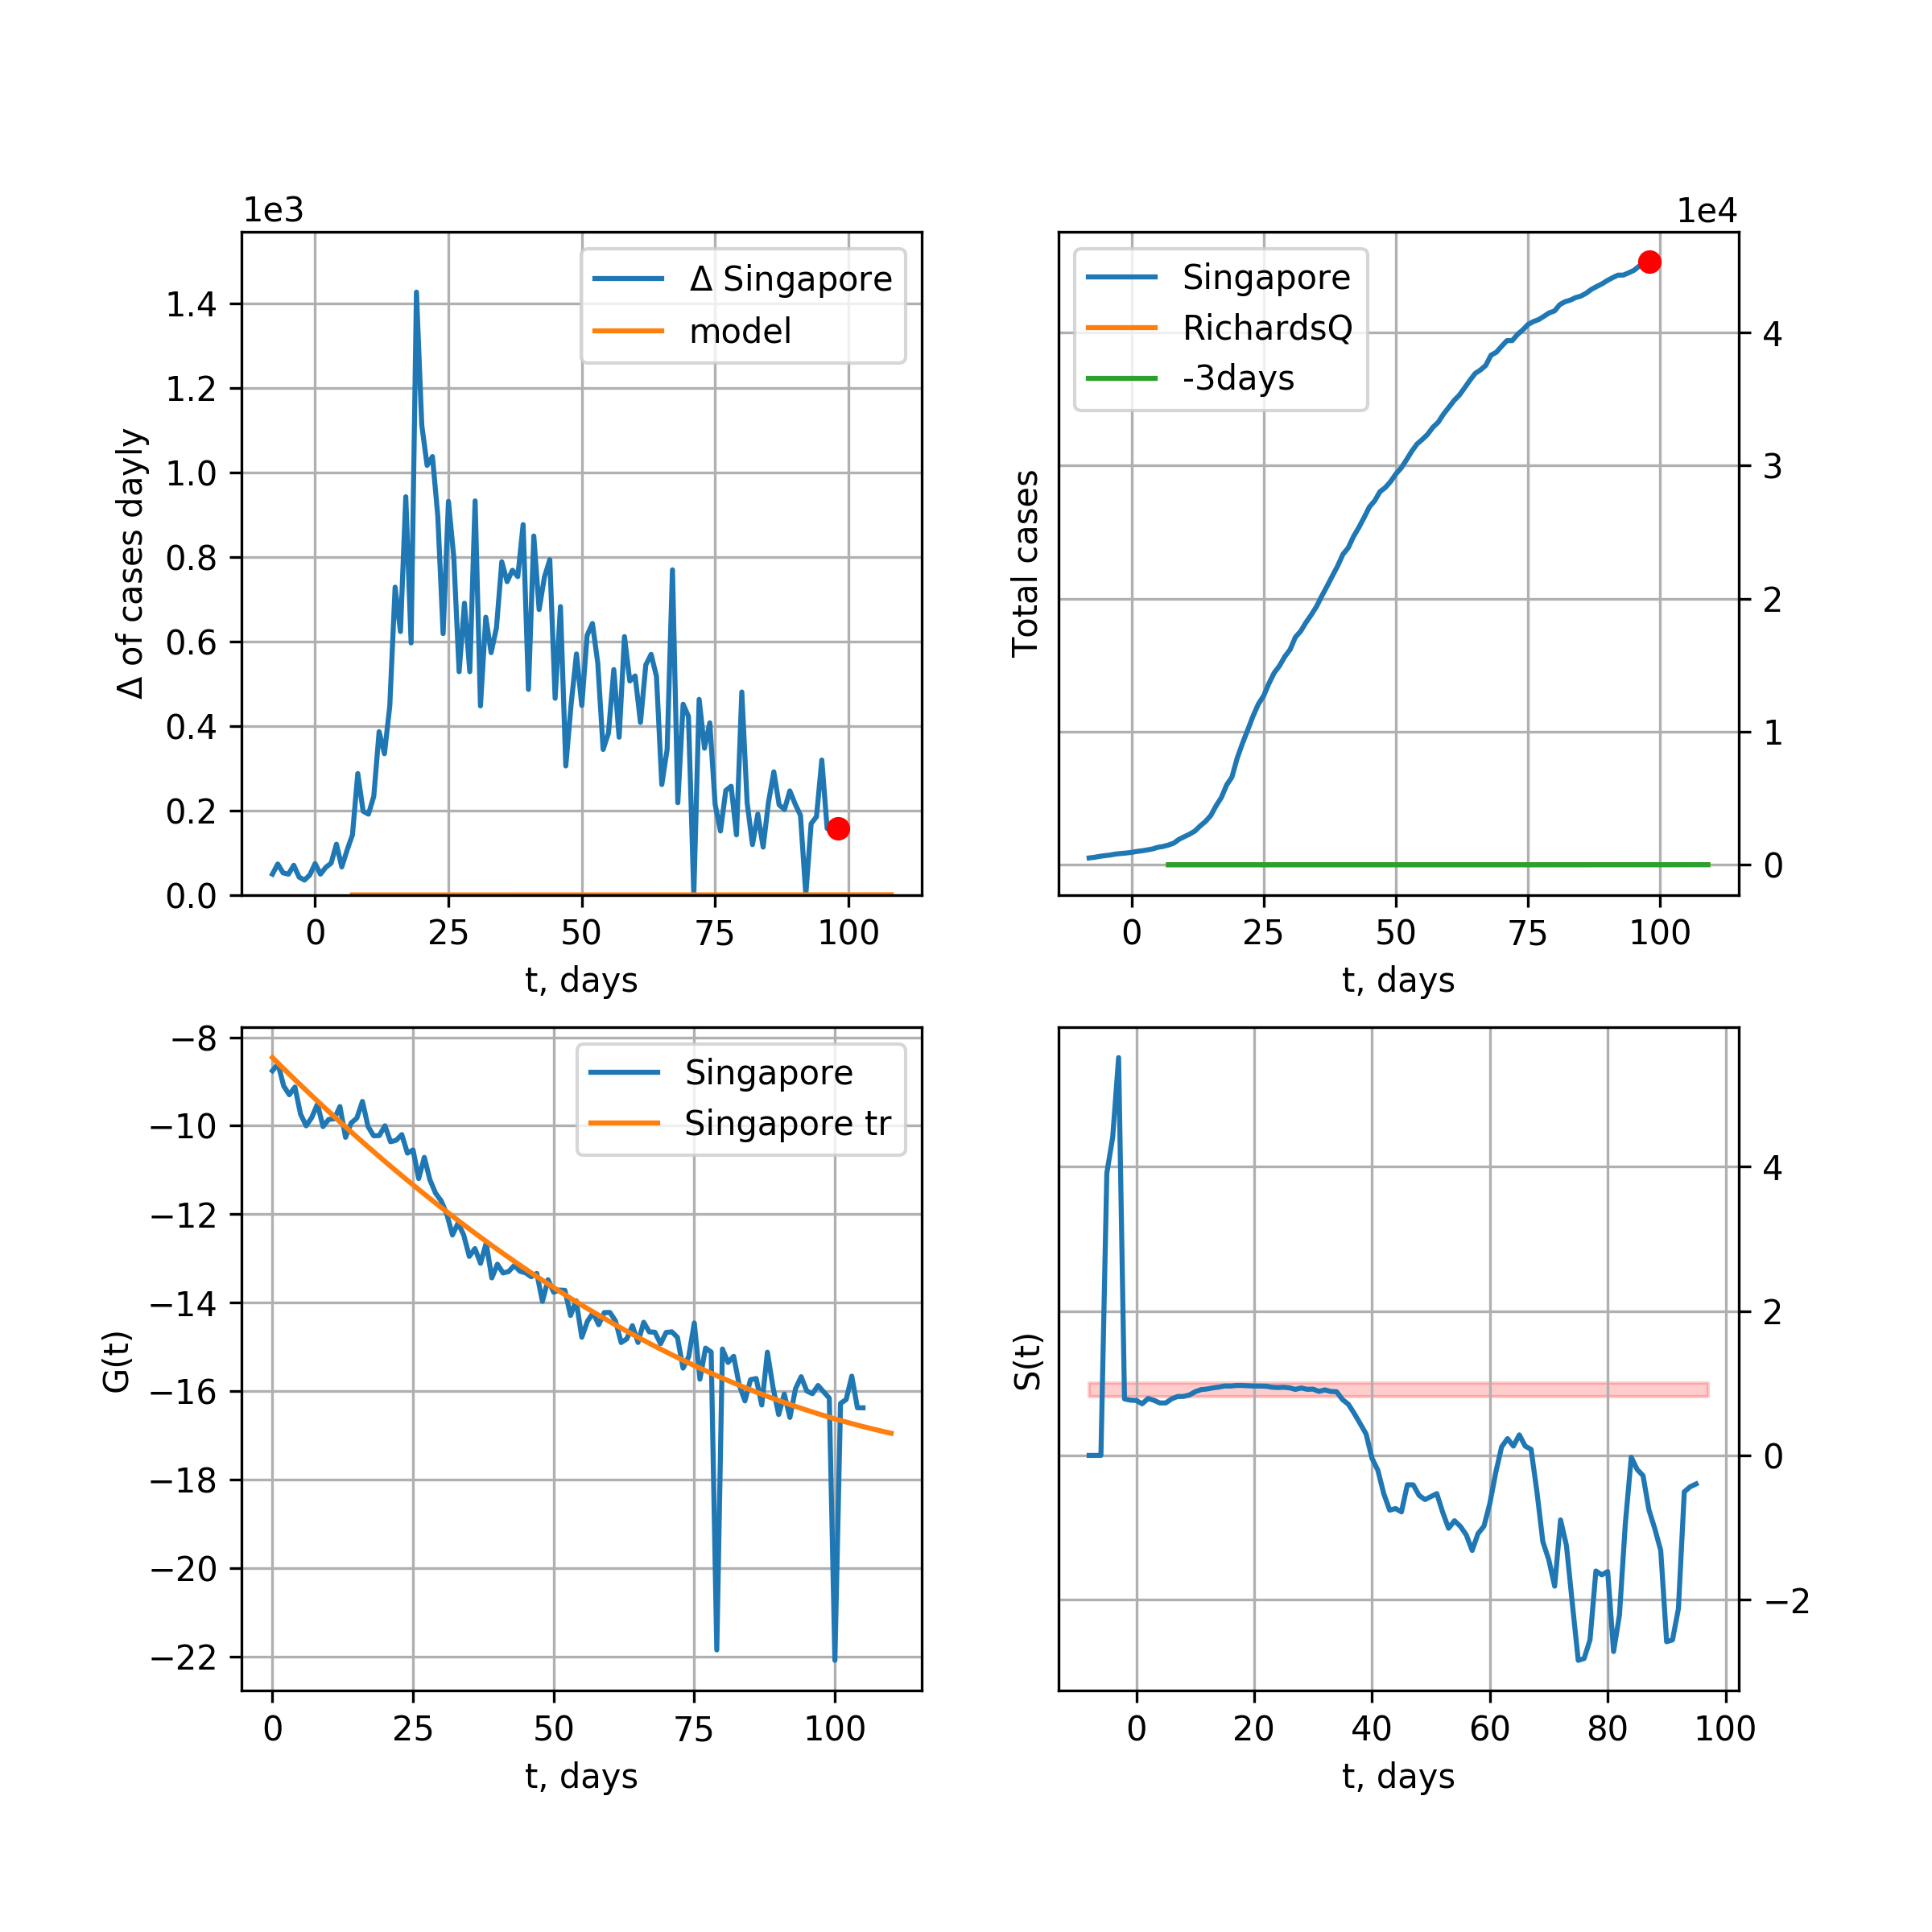 1e3
Δ Singapore
model
1.4
1.2
1.0
0.8
0.6
0.4
0.2
0.0
Δ of cases dayly
0
25
50
75
100
t, days
1e4
Singapore
RichardsQ
-3days
4
3
2
1
0
Total cases
0
25
50
75
100
t, days
Singapore
Singapore tr
−8
−10
−12
−14
−16
−18
−20
−22
G(t)
0
25
50
75
100
t, days
4
2
0
−2
S(t)
0
20
40
60
80
100
t, days